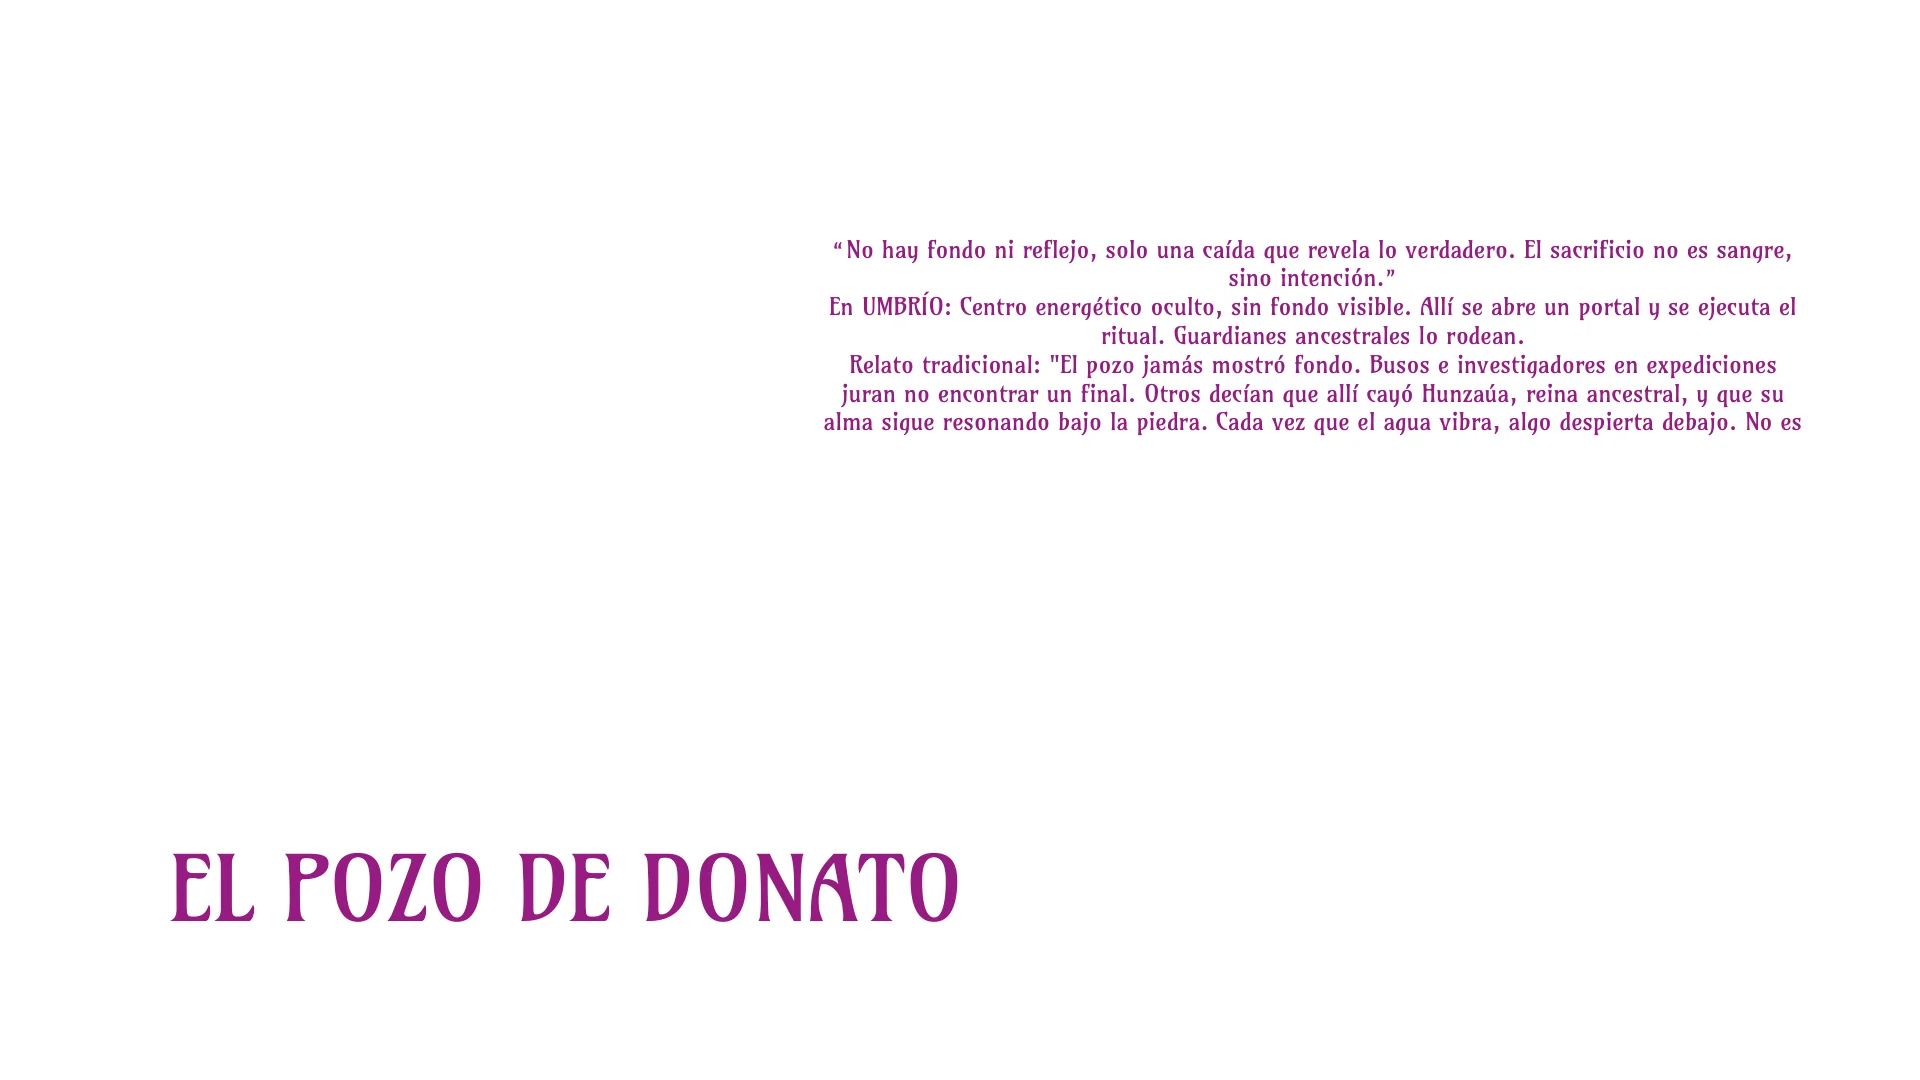 “No hay fondo ni reflejo, solo una caída que revela lo verdadero. El sacrificio no es sangre,
sino intención.”
En UMBRÍO: Centro energético oculto, sin fondo visible. Allí se abre un portal y se ejecuta el
ritual. Guardianes ancestrales lo rodean.
Relato tradicional: "El pozo jamás mostró fondo. Busos e investigadores en expediciones
juran no encontrar un final. Otros decían que allí cayó Hunzaúa, reina ancestral, y que su
alma sigue resonando bajo la piedra. Cada vez que el agua vibra, algo despierta debajo. No es
EL POZO DE DONATO